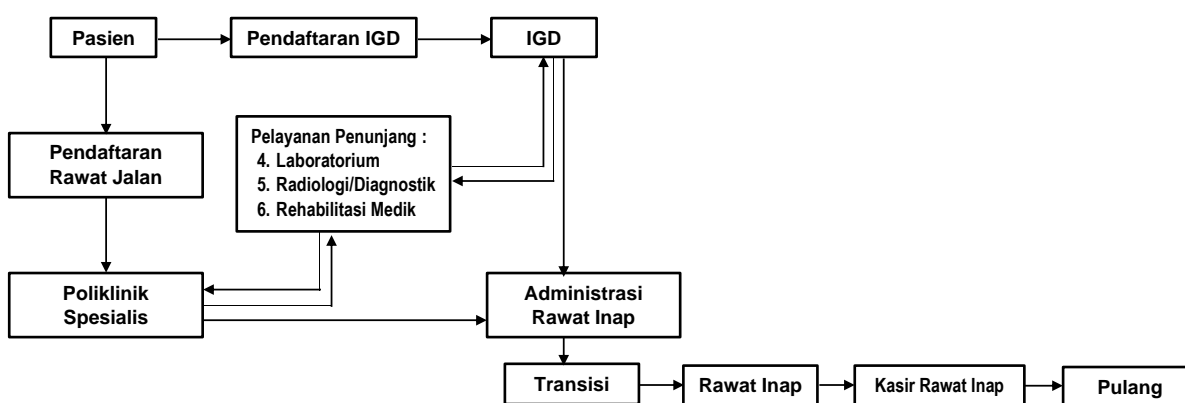 Pasien
Pendaftaran IGD
IGD
Pendaftaran
Rawat Jalan
Pelayanan Penunjang :
4. Laboratorium
5. Radiologi/Diagnostik
6. Rehabilitasi Medik
Poliklinik
Spesialis
Administrasi
Rawat Inap
Transisi
Rawat Inap
Kasir Rawat Inap
Pulang